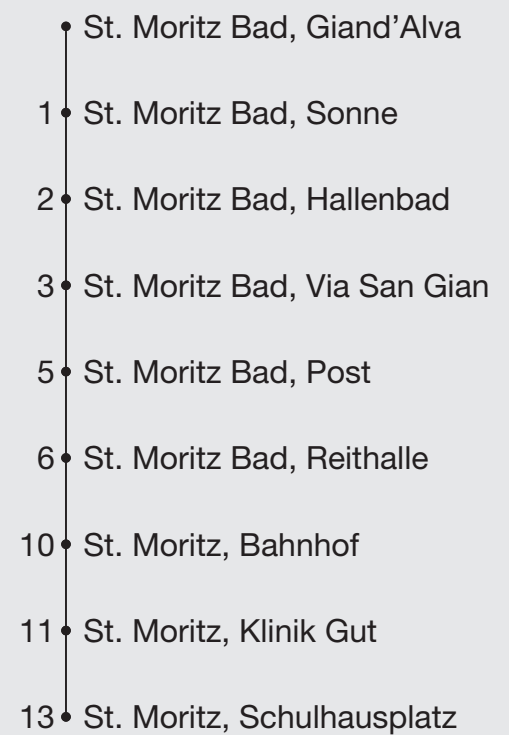 St. Moritz Bad, Giand’Alva
1 St. Moritz Bad, Sonne
2 St. Moritz Bad, Hallenbad
3 St. Moritz Bad, Via San Gian
5 St. Moritz Bad, Post
6 St. Moritz Bad, Reithalle
10 St. Moritz, Bahnhof
11 St. Moritz, Klinik Gut
13 St. Moritz, Schulhausplatz